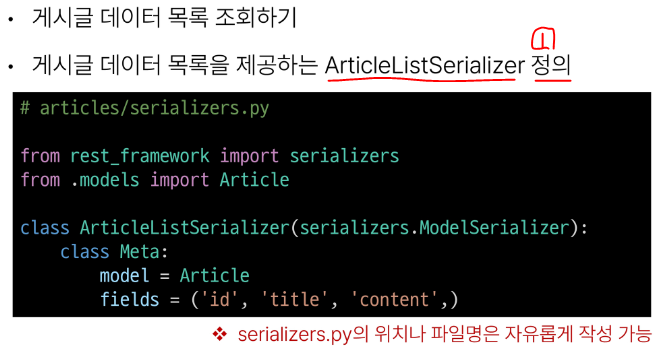 • 게시글 데이터 목록 조회하기
①
• 게시글 데이터 목록을 제공하는 ArticleListSerializer 정의
# articles/serializers.py
from rest_framework import serializers
from .models import Article
class ArticleListSerializer(serializers.ModelSerializer):
    class Meta:
        model = Article
        fields = ('id', 'title', 'content',)
❖ serializers.py의 위치나 파일명은 자유롭게 작성 가능